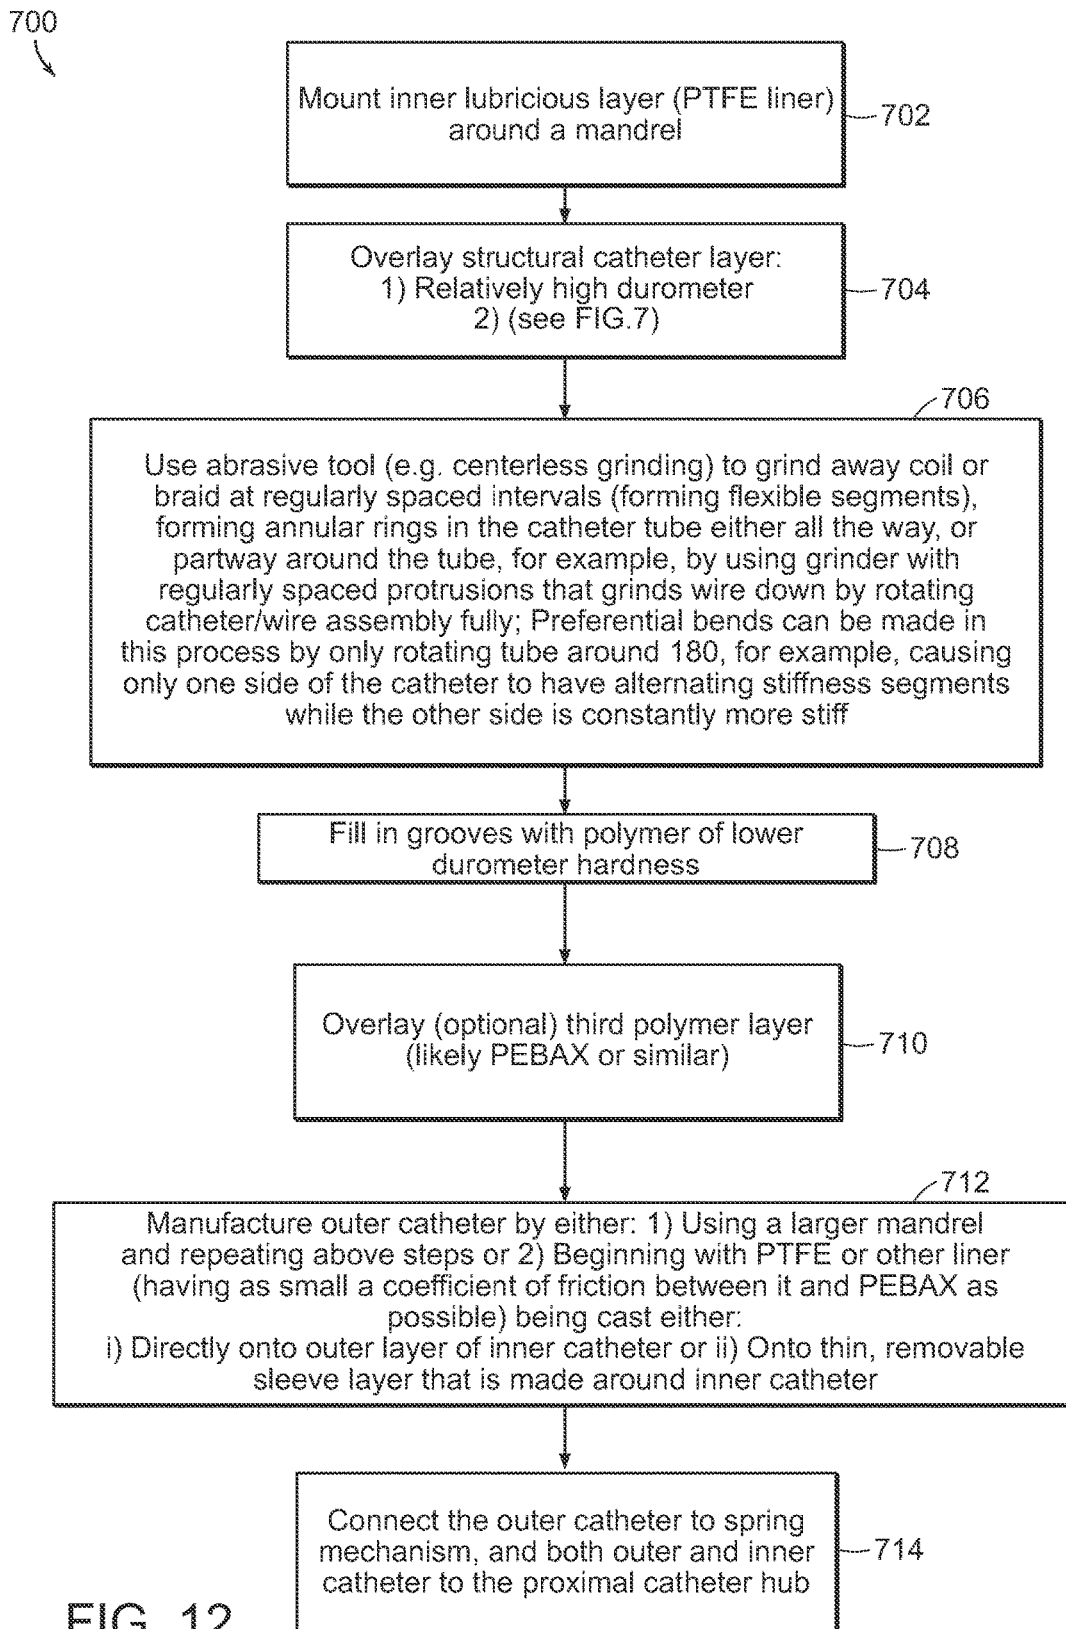 700
Mount inner lubricious layer (PTFE liner)
around a mandrel
702
Overlay structural catheter layer:
1) Relatively high durometer
2) (see FIG.7)
704
706
Use abrasive tool (e.g. centerless grinding) to grind away coil or
braid at regularly spaced intervals (forming flexible segments),
forming annular rings in the catheter tube either all the way, or
partway around the tube, for example, by using grinder with
regularly spaced protrusions that grinds wire down by rotating
catheter/wire assembly fully; Preferential bends can be made in
this process by only rotating tube around 180, for example, causing
only one side of the catheter to have alternating stiffness segments
while the other side is constantly more stiff
Fill in grooves with polymer of lower
durometer hardness
708
Overlay (optional) third polymer layer
(likely PEBAX or similar)
710
712
Manufacture outer catheter by either: 1) Using a larger mandrel
and repeating above steps or 2) Beginning with PTFE or other liner
(having as small a coefficient of friction between it and PEBAX as
possible) being cast either:
i) Directly onto outer layer of inner catheter or ii) Onto thin, removable
sleeve layer that is made around inner catheter
Connect the outer catheter to spring
mechanism, and both outer and inner
catheter to the proximal catheter hub
714
FIG. 12